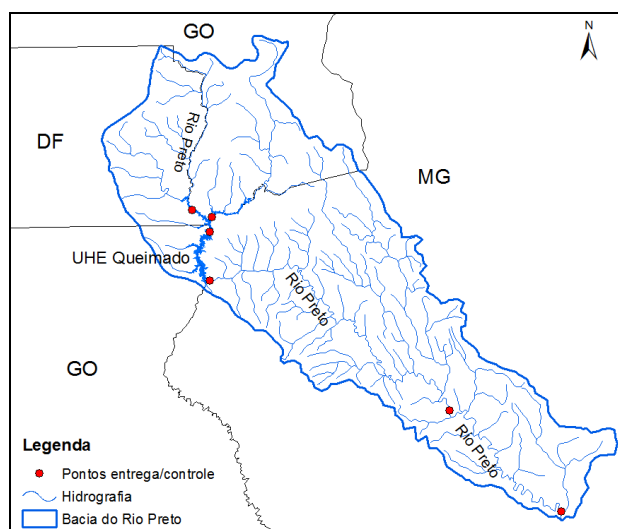 GO
N
DF
Rio Preto
MG
UHE Queimado
Rio Preto
GO
Rio Preto
Legenda
Pontos entrega/controle
Hidrografia
Bacia do Rio Preto